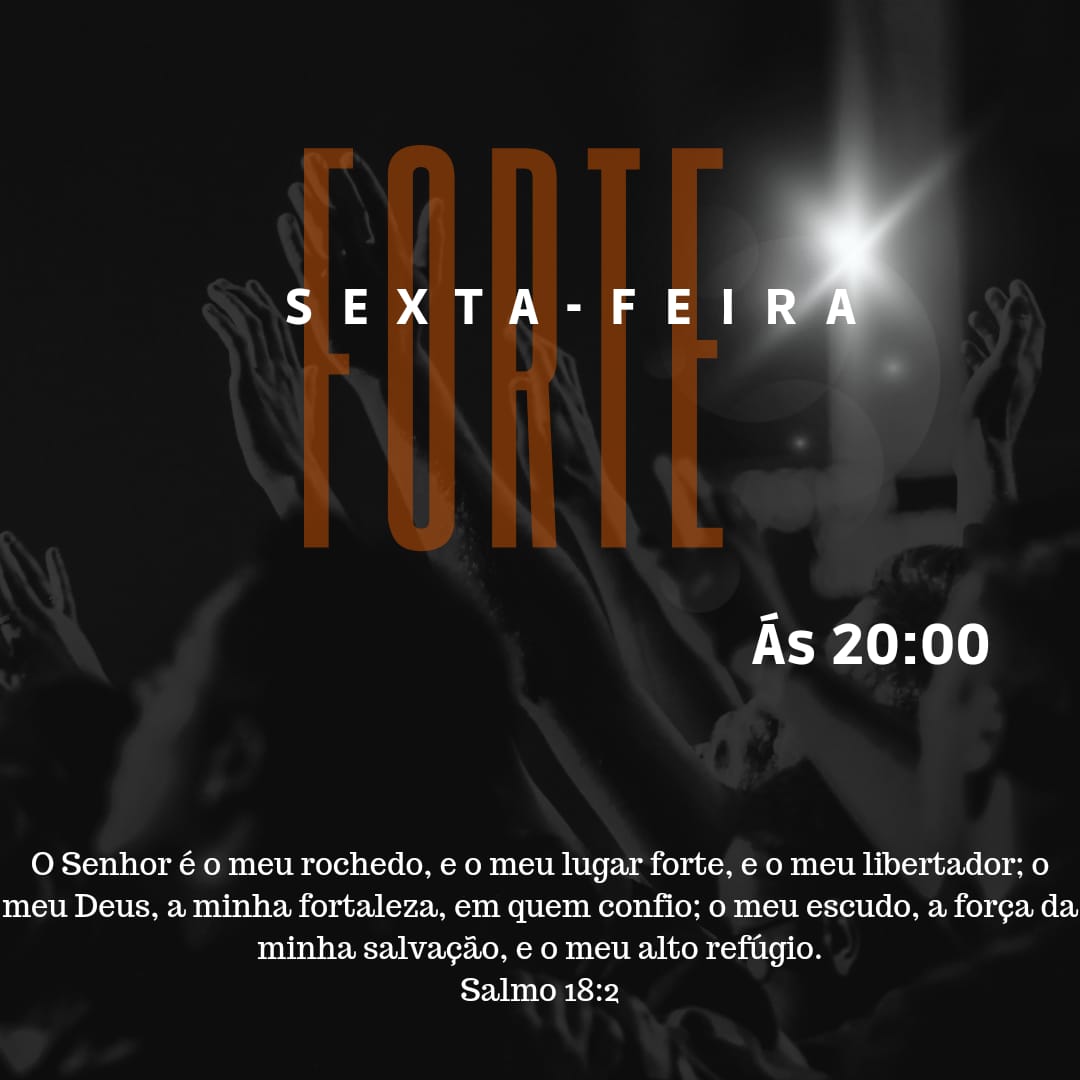 FORTE
SEXTA-FEIRA
Ás 20:00
O Senhor é o meu rochedo, e o meu lugar forte, e o meu libertador; o
meu Deus, a minha fortaleza, em quem confio; o meu escudo, a força da
minha salvação, e o meu alto refúgio.
Salmo 18:2